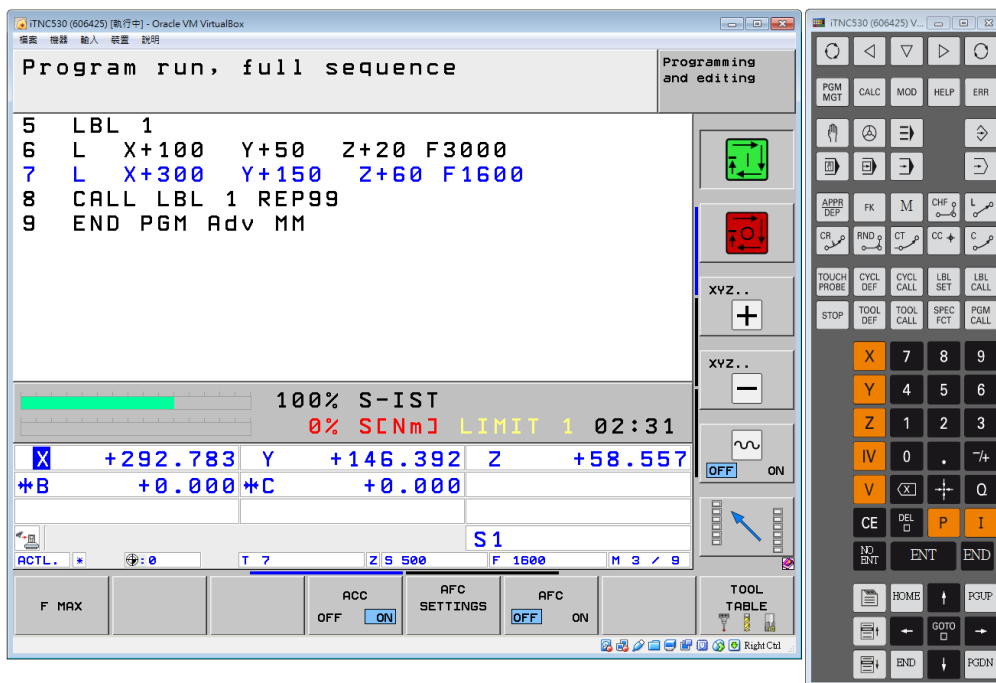 iTNC530 (606425) [執行中] - Oracle VM VirtualBox
檔案 機器 輸入 裝置 說明
Program run, full sequence
Programming
and editing
5 LBL 1
6 L X+100 Y+50 Z+20 F3000
7 L X+300 Y+150 Z+60 F1600
8 CALL LBL 1 REP99
9 END PGM Adv MM
XYZ..
+
XYZ..
-
OFF ON
100% S-IST
0% S[Nm] LIMIT 1 02:31
X +292.783 Y +146.392 Z +58.557
B +0.000 C +0.000
S1
ACTL. * :0 T 7 Z S 500 F 1600 M 3 / 9
F MAX
ACC
OFF ON
AFC
SETTINGS
AFC
OFF ON
TOOL
TABLE
Right Ctrl
iTNC530 (606425) V...
PGM MGT CALC MOD HELP ERR
APPR DEP FK M CHF L
CR RND CT CC C
TOUCH PROBE CYCL DEF CYCL CALL LBL SET LBL CALL
STOP TOOL DEF TOOL CALL SPEC FCT PGM CALL
X 7 8 9
Y 4 5 6
Z 1 2 3
IV 0 . -/+
V X Q
CE DEL P I
NO ENT ENT END
HOME PGUP
GOTO
END PGDN